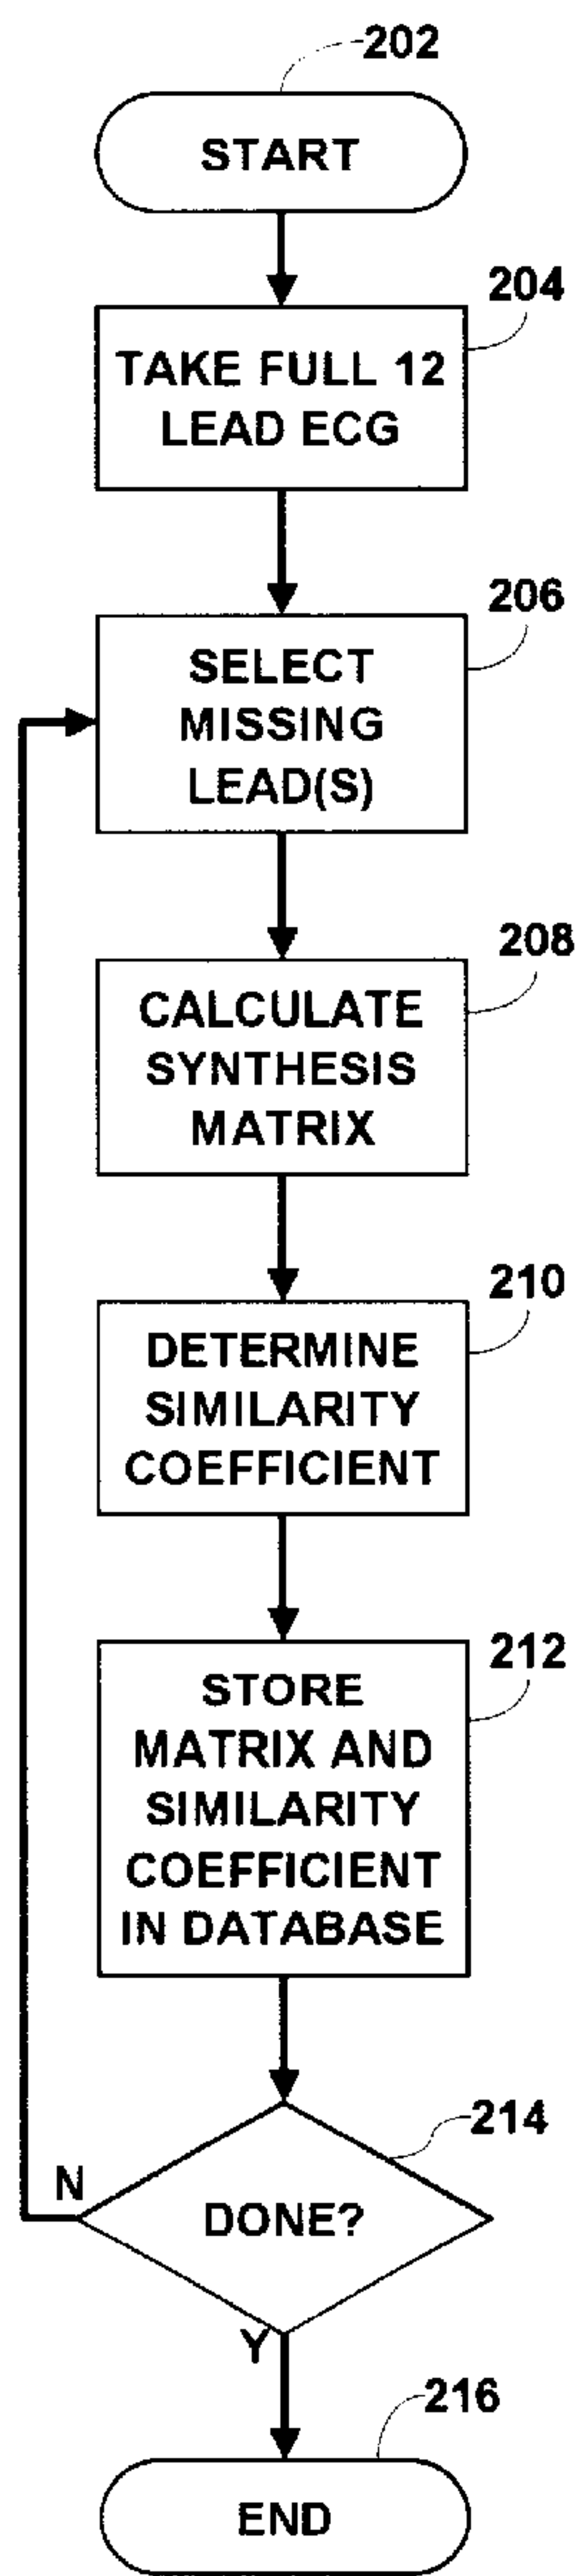 202
START
204
TAKE FULL 12
LEAD ECG
206
SELECT
MISSING
LEAD(S)
208
CALCULATE
SYNTHESIS
MATRIX
210
DETERMINE
SIMILARITY
COEFFICIENT
212
STORE
MATRIX AND
SIMILARITY
COEFFICIENT
IN DATABASE
214
N
DONE?
Y
216
END